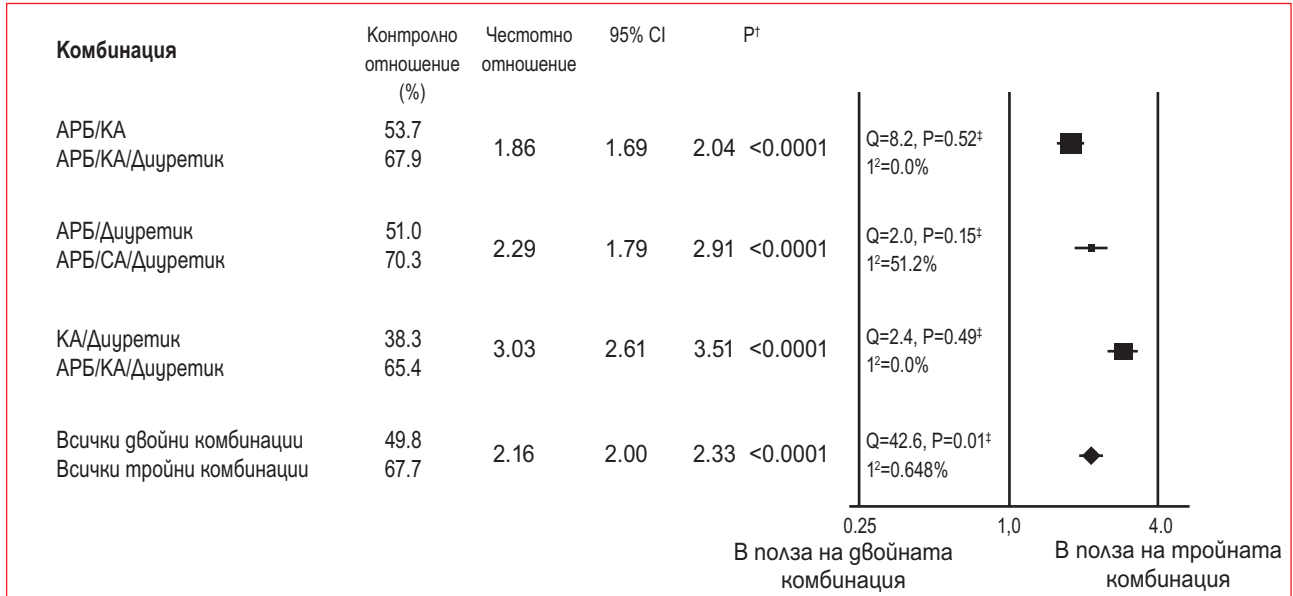 Комбинация
Контролно
отношение
(%)
Честотно
отношение
95% CI
P†
АРБ/КА
АРБ/КА/Диуретик
53.7
67.9
1.86 1.69 2.04 <0.0001
Q=8.2, P=0.52‡
1²=0.0%
АРБ/Диуретик
АРБ/СА/Диуретик
51.0
70.3
2.29 1.79 2.91 <0.0001
Q=2.0, P=0.15‡
1²=51.2%
КА/Диуретик
АРБ/КА/Диуретик
38.3
65.4
3.03 2.61 3.51 <0.0001
Q=2.4, P=0.49‡
1²=0.0%
Всички двойни комбинации
Всички тройни комбинации
49.8
67.7
2.16 2.00 2.33 <0.0001
Q=42.6, P=0.01‡
1²=0.648%
0.25 1,0 4.0
В полза на двойната
комбинация
В полза на тройната
комбинация